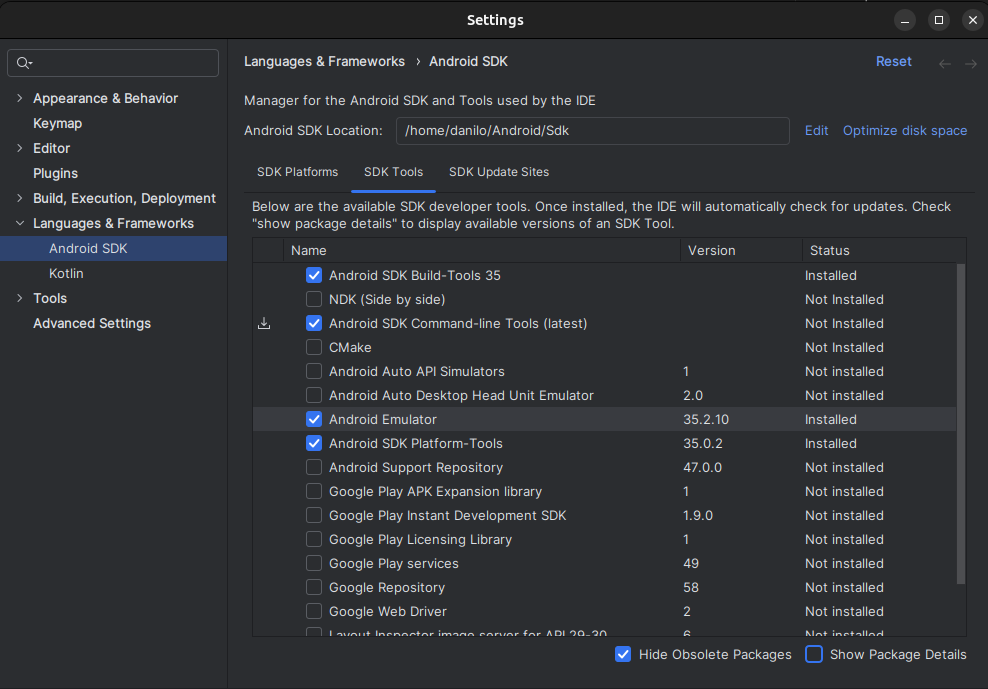 Settings
Languages & Frameworks › Android SDK
Reset
Appearance & Behavior
Keymap
Editor
Plugins
Build, Execution, Deployment
Languages & Frameworks
Android SDK
Kotlin
Tools
Advanced Settings
Manager for the Android SDK and Tools used by the IDE
Android SDK Location: /home/danilo/Android/Sdk Edit Optimize disk space
SDK Platforms SDK Tools SDK Update Sites
Below are the available SDK developer tools. Once installed, the IDE will automatically check for updates. Check
"show package details" to display available versions of an SDK Tool.
Name Version Status
Android SDK Build-Tools 35 Installed
NDK (Side by side) Not Installed
Android SDK Command-line Tools (latest) Not Installed
CMake Not Installed
Android Auto API Simulators 1 Not installed
Android Auto Desktop Head Unit Emulator 2.0 Not installed
Android Emulator 35.2.10 Installed
Android SDK Platform-Tools 35.0.2 Installed
Android Support Repository 47.0.0 Not installed
Google Play APK Expansion library 1 Not installed
Google Play Instant Development SDK 1.9.0 Not installed
Google Play Licensing Library 1 Not installed
Google Play services 49 Not installed
Google Repository 58 Not installed
Google Web Driver 2 Not installed
Layout Inspector image server for API 29-30 6 Not installed
Hide Obsolete Packages Show Package Details